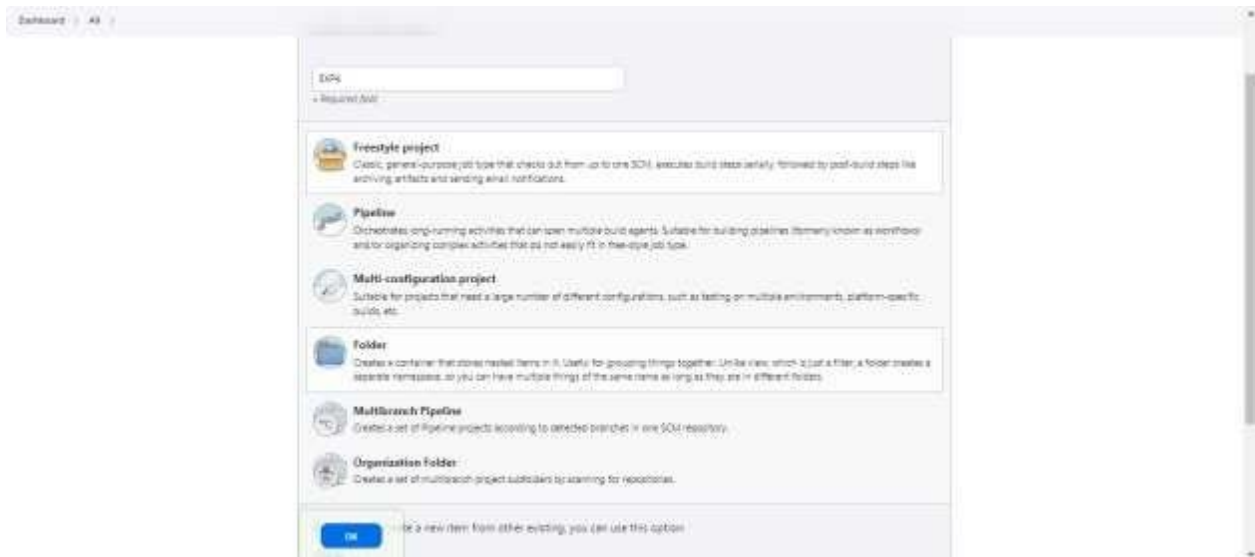 Dashboard > All >
EXP6
» Required field
Freestyle project
Classic, general-purpose job type that checks out from up to one SCM, executes build steps serially, followed by post-build steps like
archiving artifacts and sending email notifications.
Pipeline
Orchestrates long-running activities that can span multiple build agents. Suitable for building pipelines (formerly known as workflows)
and/or organizing complex activities that do not easily fit in free-style job type.
Multi-configuration project
Suitable for projects that need a large number of different configurations, such as testing on multiple environments, platform-specific
builds, etc.
Folder
Creates a container that stores nested items in it. Useful for grouping things together. Unlike view, which is just a filter, a folder creates a
separate namespace, so you can have multiple things of the same name as long as they are in different folders.
Multibranch Pipeline
Creates a set of Pipeline projects according to detected branches in one SCM repository.
Organization Folder
Creates a set of multibranch project subfolders by scanning for repositories.
a new item from other existing, you can use this option
OK